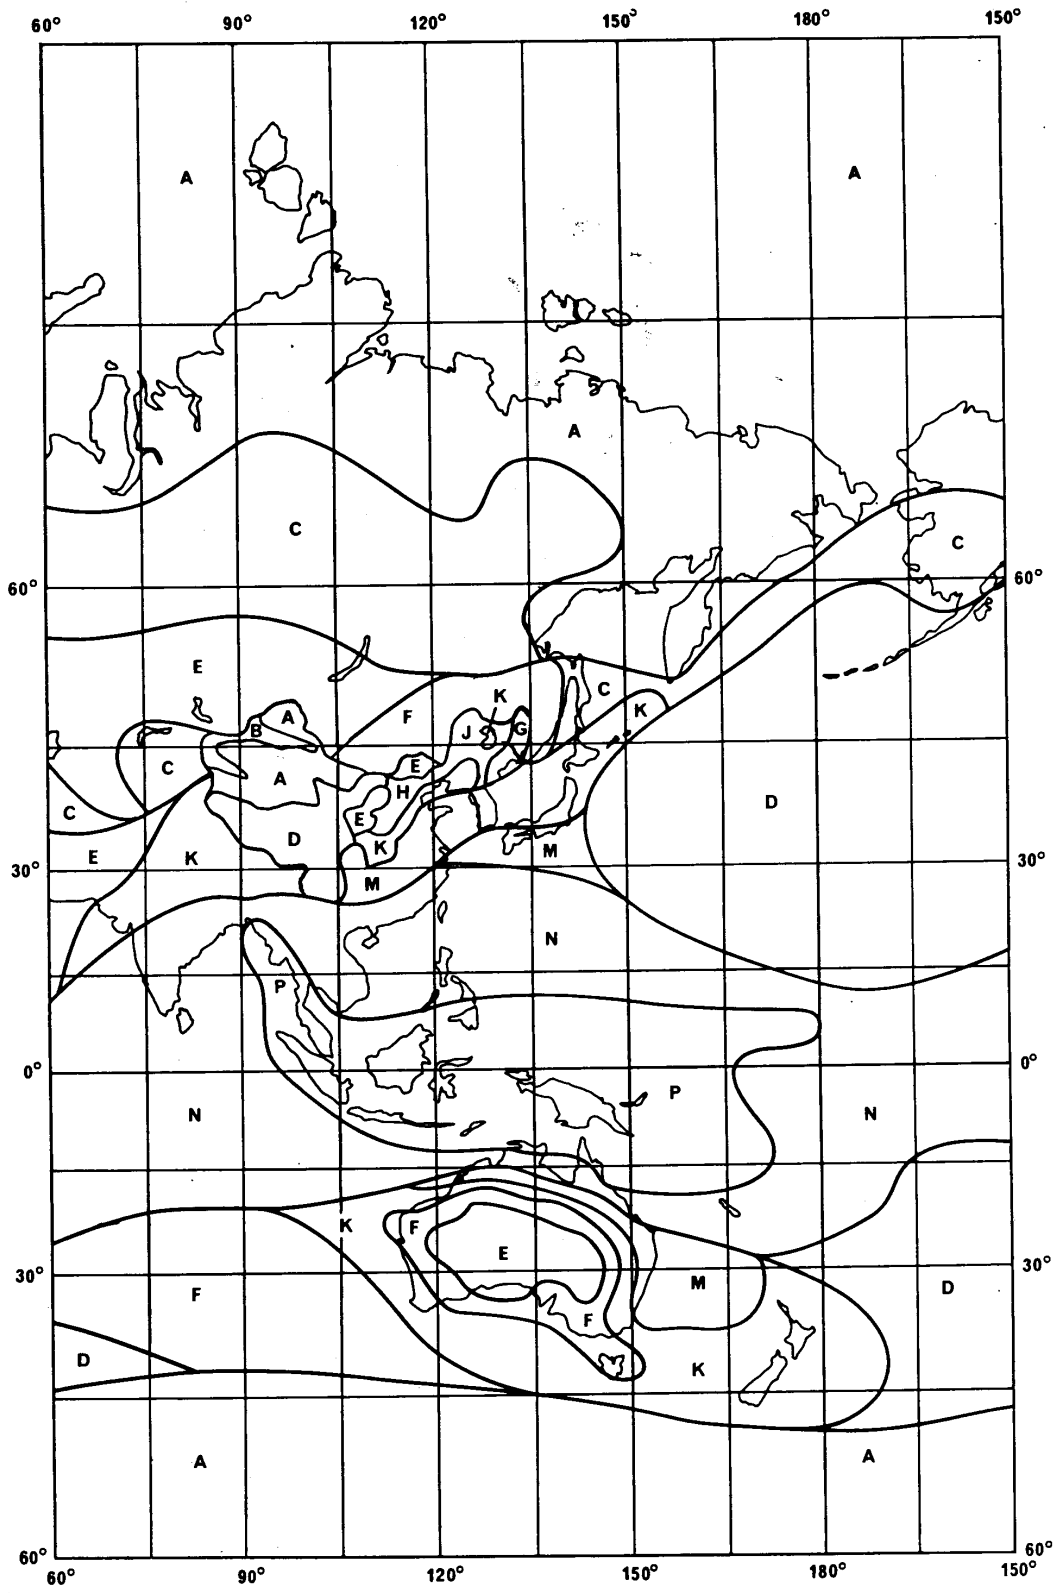 60° 90° 120° 150° 180° 150°
A A
A
C
C
60° 60°
E
C
K
A K
F
B J G
E
C A
H
D
C E
D
K M
E K
30° 30°
M
N
P
0° 0°
P
N N
K F
E
30° 30°
M D
F
F
D K
A A
60° 60°
60° 90° 120° 150° 180° 150°